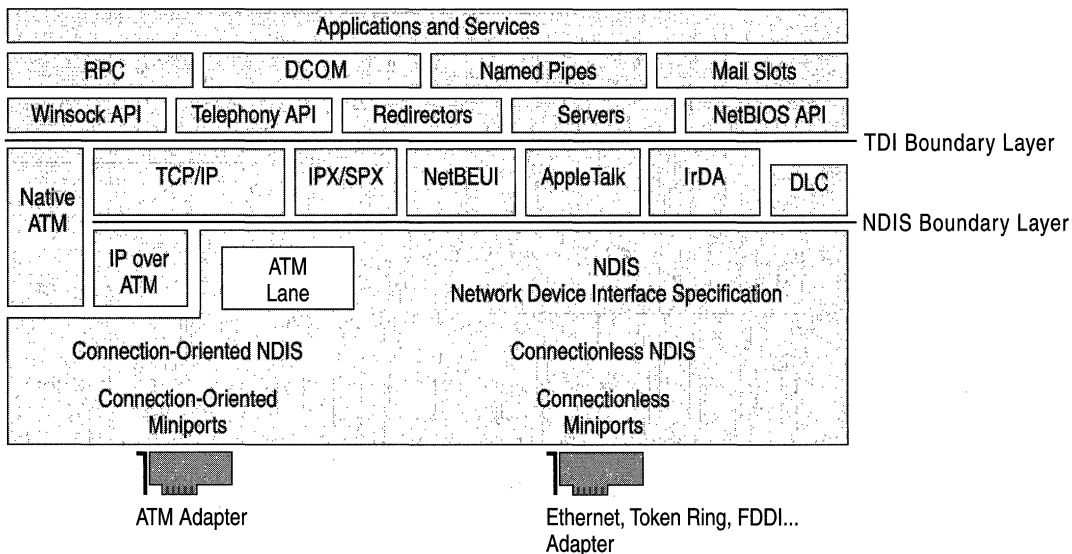 Applications and Services
RPC
DCOM
Named Pipes
Mail Slots
Winsock API
Telephony API
Redirectors
Servers
NetBIOS API
TDI Boundary Layer
Native
ATM
TCP/IP
IPX/SPX
NetBEUI
AppleTalk
IrDA
DLC
NDIS Boundary Layer
IP over
ATM
ATM
Lane
NDIS
Network Device Interface Specification
Connection-Oriented NDIS
Connectionless NDIS
Connection-Oriented
Miniports
Connectionless
Miniports
ATM Adapter
Ethernet, Token Ring, FDDI...
Adapter